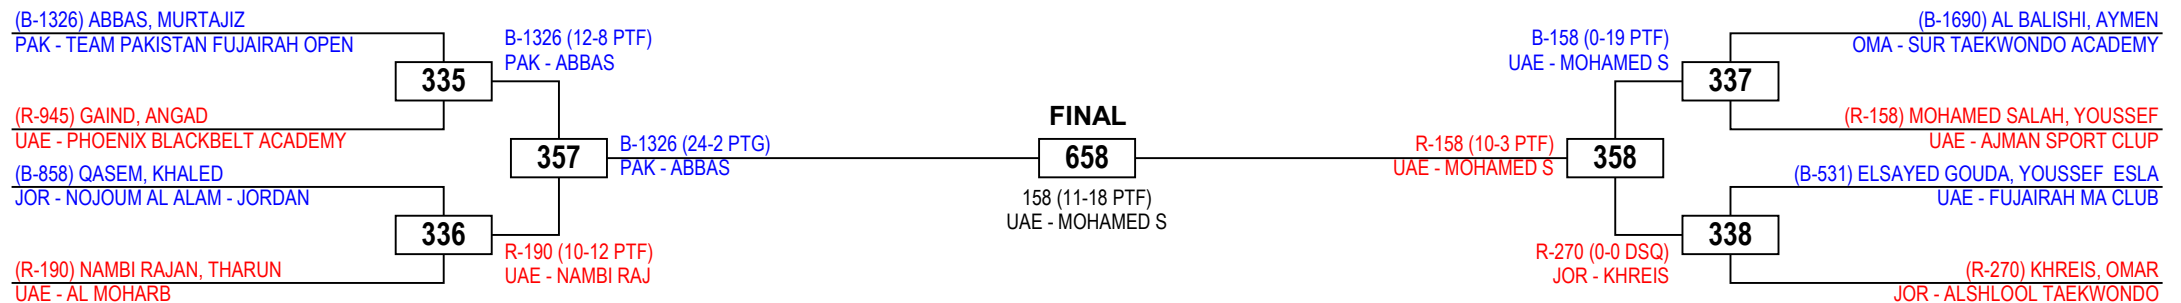 (B-1326) ABBAS, MURTAJIZ
PAK - TEAM PAKISTAN FUJAIRAH OPEN
335
(R-945) GAIND, ANGAD
UAE - PHOENIX BLACKBELT ACADEMY
(B-858) QASEM, KHALED
JOR - NOJOUM AL ALAM - JORDAN
336
(R-190) NAMBI RAJAN, THARUN
UAE - AL MOHARB
B-1326 (12-8 PTF)
PAK - ABBAS
357
R-190 (10-12 PTF)
UAE - NAMBI RAJ
B-1326 (24-2 PTG)
PAK - ABBAS
FINAL
658
158 (11-18 PTF)
UAE - MOHAMED S
R-158 (10-3 PTF)
UAE - MOHAMED S
B-158 (0-19 PTF)
UAE - MOHAMED S
358
R-270 (0-0 DSQ)
JOR - KHREIS
(B-1690) AL BALISHI, AYMEN
OMA - SUR TAEKWONDO ACADEMY
337
(R-158) MOHAMED SALAH, YOUSSEF
UAE - AJMAN SPORT CLUP
(B-531) ELSAYED GOUDA, YOUSSEF  ESLA
UAE - FUJAIRAH MA CLUB
338
(R-270) KHREIS, OMAR
JOR - ALSHLOOL TAEKWONDO